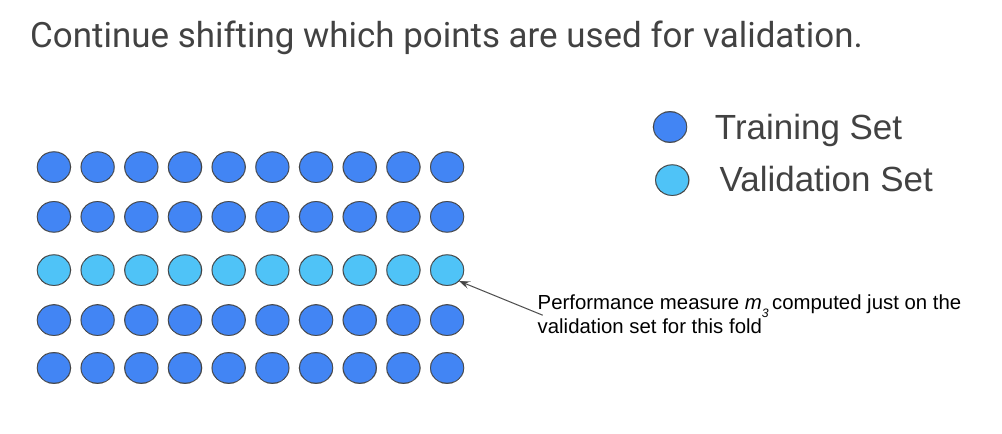 Continue shifting which points are used for validation.
Training Set
Validation Set
Performance measure m3 computed just on the
validation set for this fold